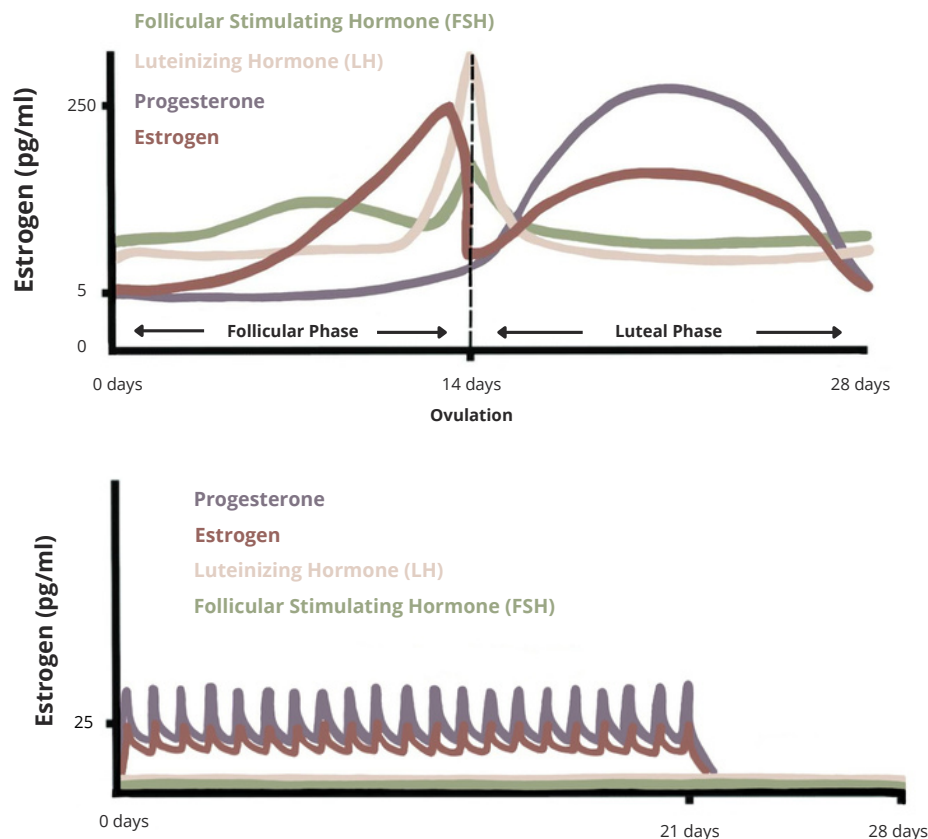 Follicular Stimulating Hormone (FSH)
Luteinizing Hormone (LH)
Progesterone
Estrogen
Estrogen (pg/ml)
250
5
0
Follicular Phase
Luteal Phase
0 days
14 days
28 days
Ovulation
Progesterone
Estrogen
Luteinizing Hormone (LH)
Follicular Stimulating Hormone (FSH)
Estrogen (pg/ml)
25
0 days
21 days
28 days